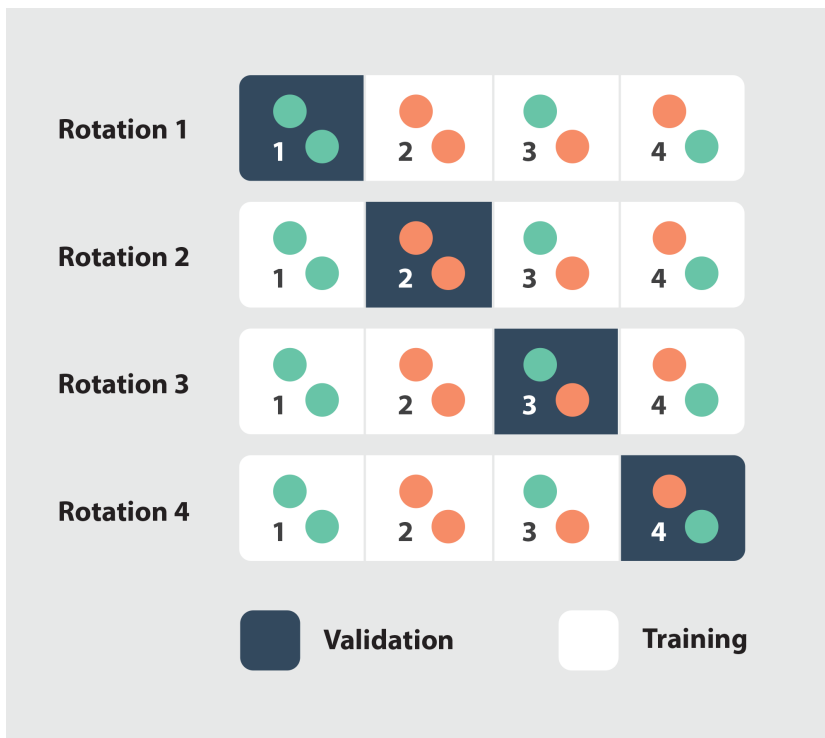 Rotation 1
1 2 3 4
Rotation 2
1 2 3 4
Rotation 3
1 2 3 4
Rotation 4
1 2 3 4
Validation Training